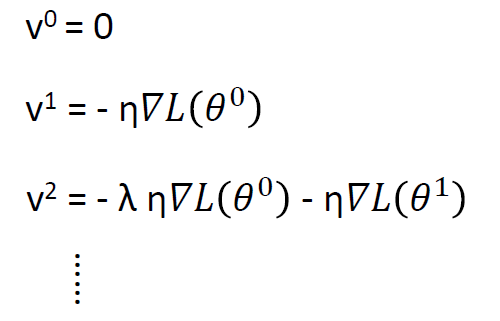 v⁰ = 0
v¹ = - η∇L(θ⁰)
v² = - λ η∇L(θ⁰) - η∇L(θ¹)
⋮